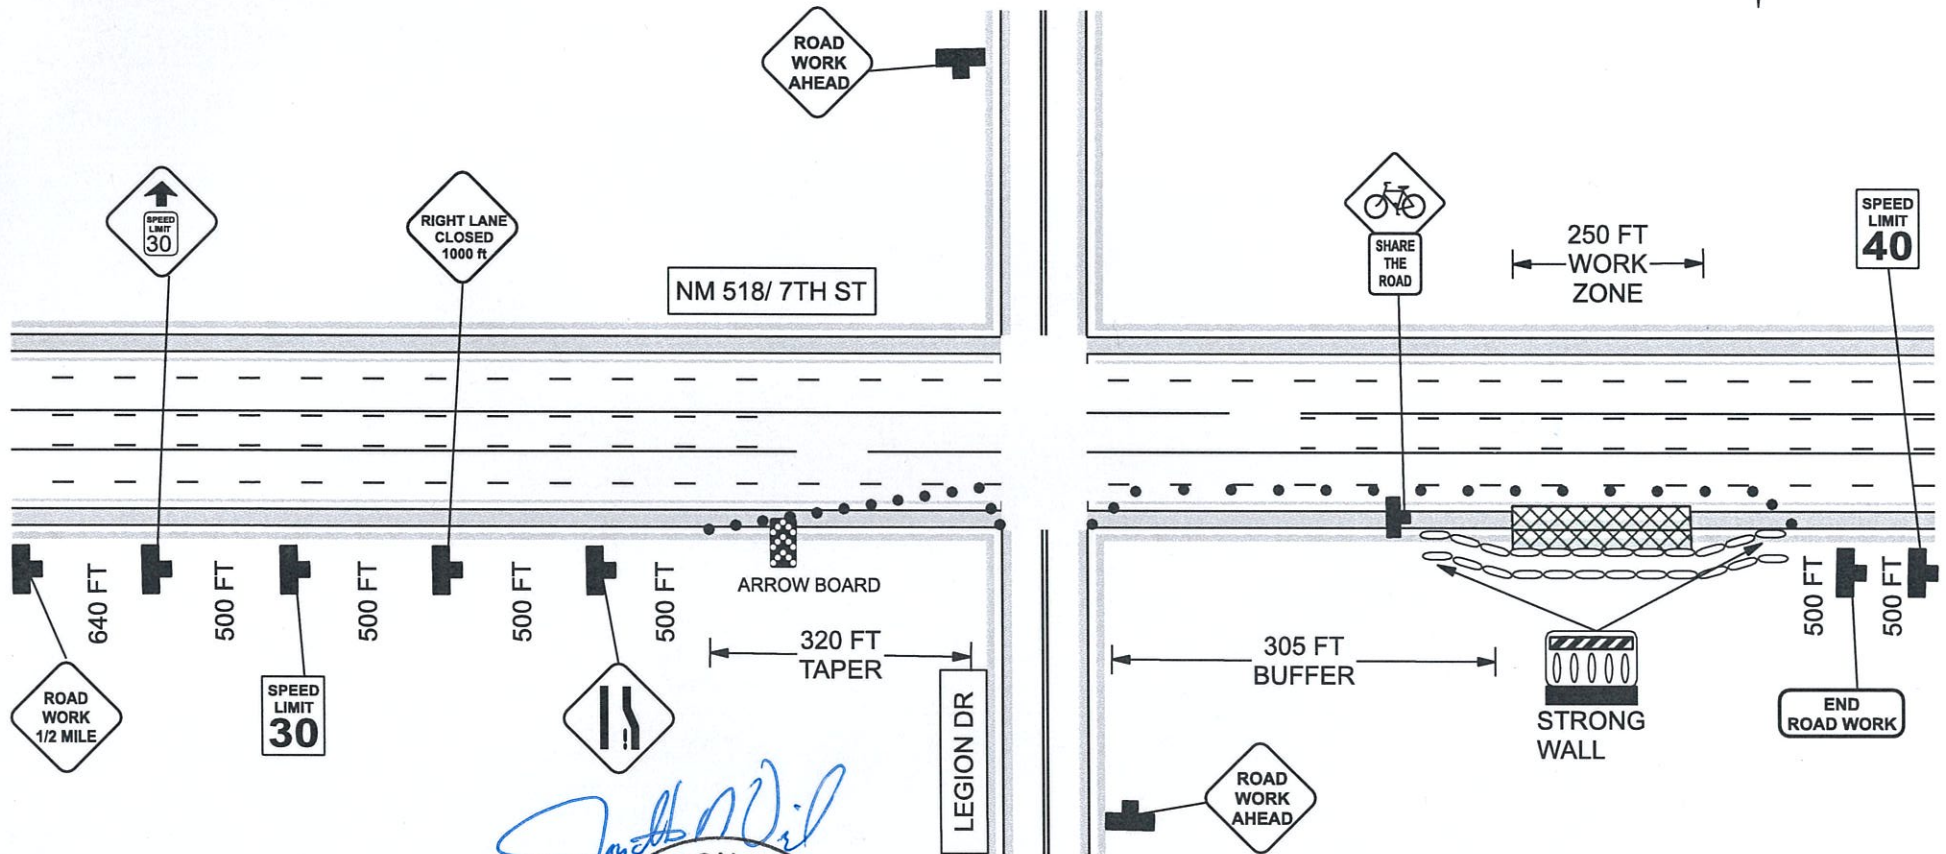 ROAD
WORK
AHEAD
SPEED
LIMIT
30
RIGHT LANE
CLOSED
1000 ft
NM 518/ 7TH ST
SHARE
THE
ROAD
250 FT
WORK
ZONE
SPEED
LIMIT
40
640 FT
500 FT
500 FT
500 FT
500 FT
ARROW BOARD
320 FT
TAPER
305 FT
BUFFER
500 FT
500 FT
ROAD
WORK
1/2 MILE
SPEED
LIMIT
30
LEGION DR
STRONG
WALL
END
ROAD WORK
ROAD
WORK
AHEAD